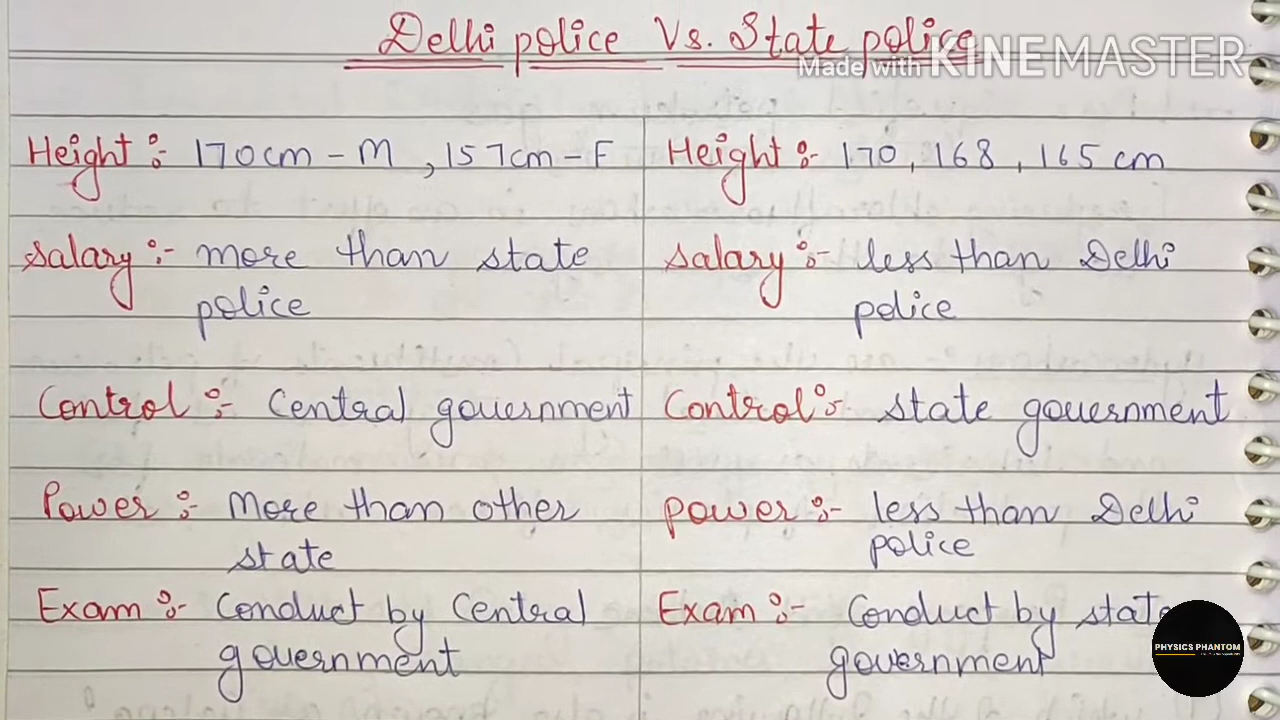 Delhi police Vs. State police
Made with KINEMASTER
Height :- 170cm - M , 157cm - F
Height :- 170, 168, 165 cm
Salary :- more than state
police
Salary :- less than Delhi
police
Control :- Central government
Control :- state government
Power :- More than other
state
power :- less than Delhi
police
Exam :- Conduct by Central
government
Exam :- Conduct by state
government
PHYSICS PHANTOM